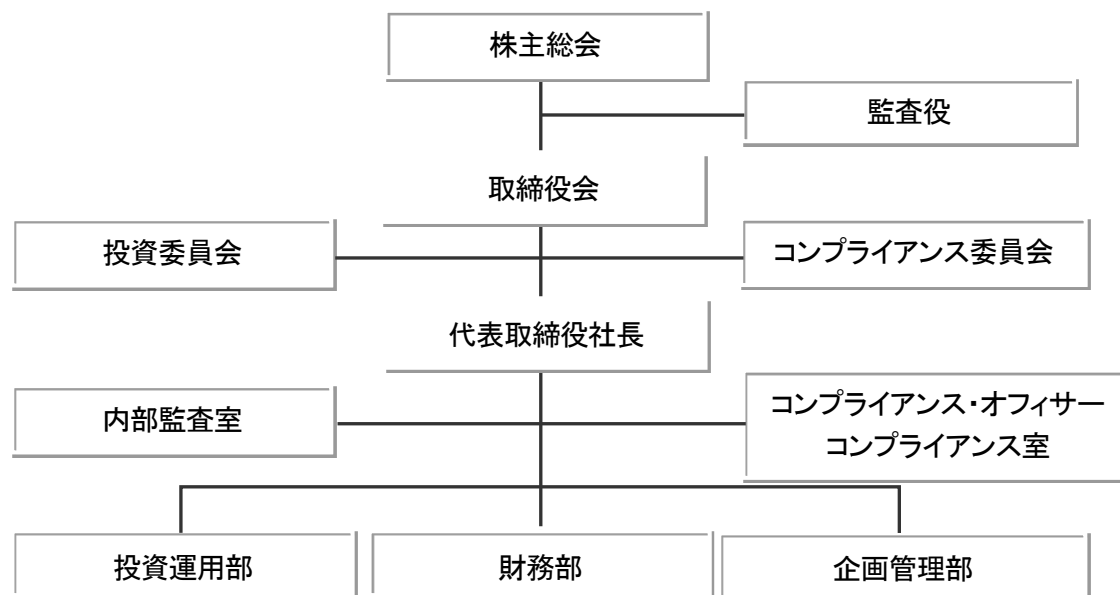 株主総会
監査役
取締役会
投資委員会
コンプライアンス委員会
代表取締役社長
内部監査室
コンプライアンス・オフィサー
コンプライアンス室
投資運用部
財務部
企画管理部